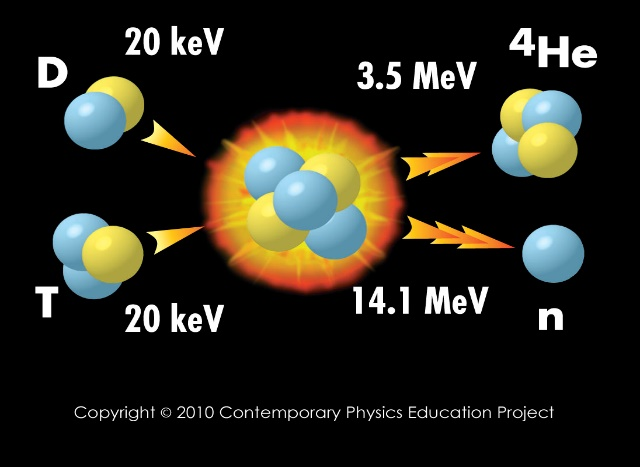 D
20 keV
T
20 keV
3.5 MeV
⁴He
14.1 MeV
n
Copyright © 2010 Contemporary Physics Education Project